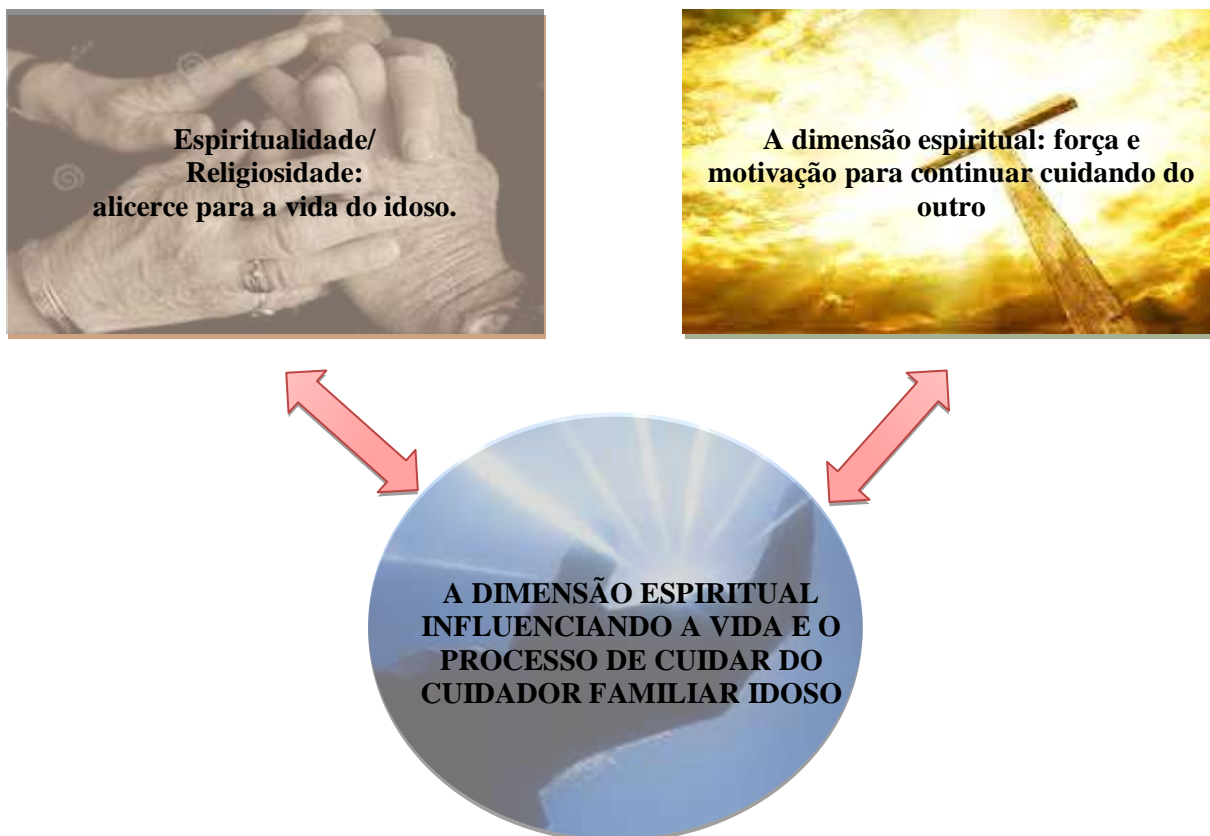 Espiritualidade/
Religiosidade:
alicerce para a vida do idoso.
A dimensão espiritual: força e
motivação para continuar cuidando do
outro
A DIMENSÃO ESPIRITUAL
INFLUENCIANDO A VIDA E O
PROCESSO DE CUIDAR DO
CUIDADOR FAMILIAR IDOSO